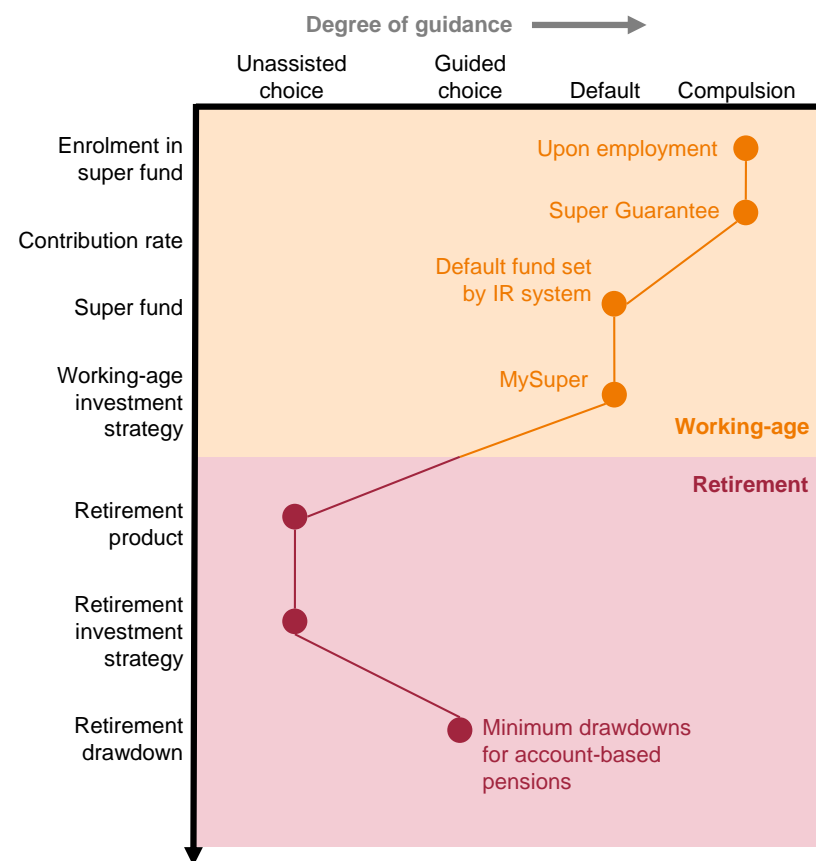 Degree of guidance
Unassisted
choice
Guided
choice
Default
Compulsion
Enrolment in
super fund
Upon employment
Super Guarantee
Contribution rate
Default fund set
by IR system
Super fund
Working-age
investment
strategy
MySuper
Working-age
Retirement
Retirement
product
Retirement
investment
strategy
Retirement
drawdown
Minimum drawdowns
for account-based
pensions